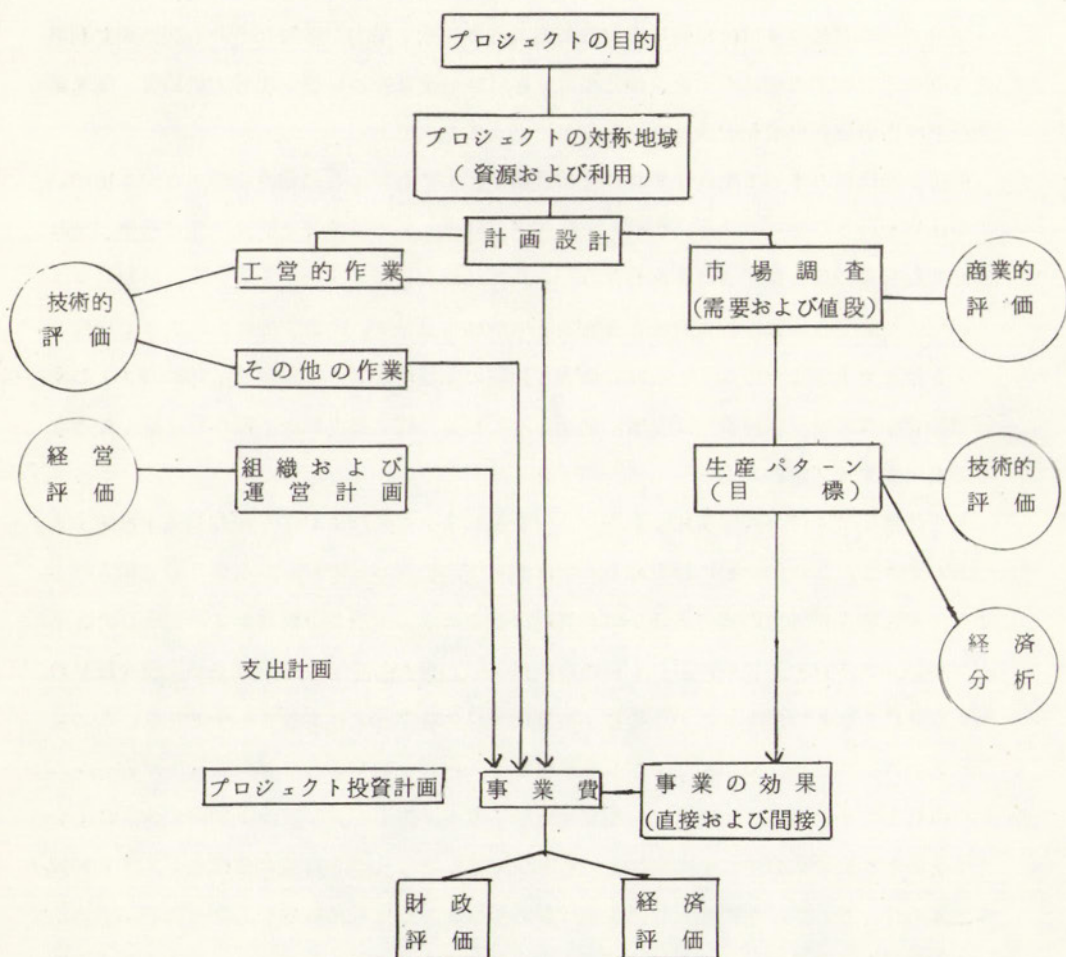 プロジェクトの目的
プロジェクトの対称地域
(資源および利用)
計画設計
工営的作業
市場調査
(需要および値段)
商業的
評価
技術的
評価
その他の作業
経営
評価
組織および
運営計画
生産パターン
(目標)
技術的
評価
経済
分析
支出計画
プロジェクト投資計画
事業費
事業の効果
(直接および間接)
財政
評価
経済
評価